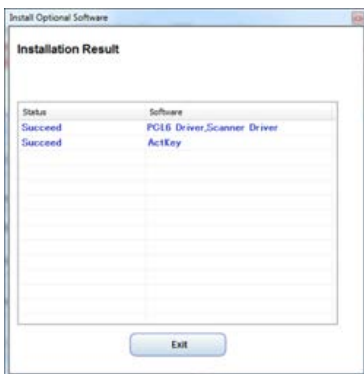 Install Optional Software
Installation Result
Status Software
Succeed PCL6 Driver,Scanner Driver
Succeed ActKey
Exit